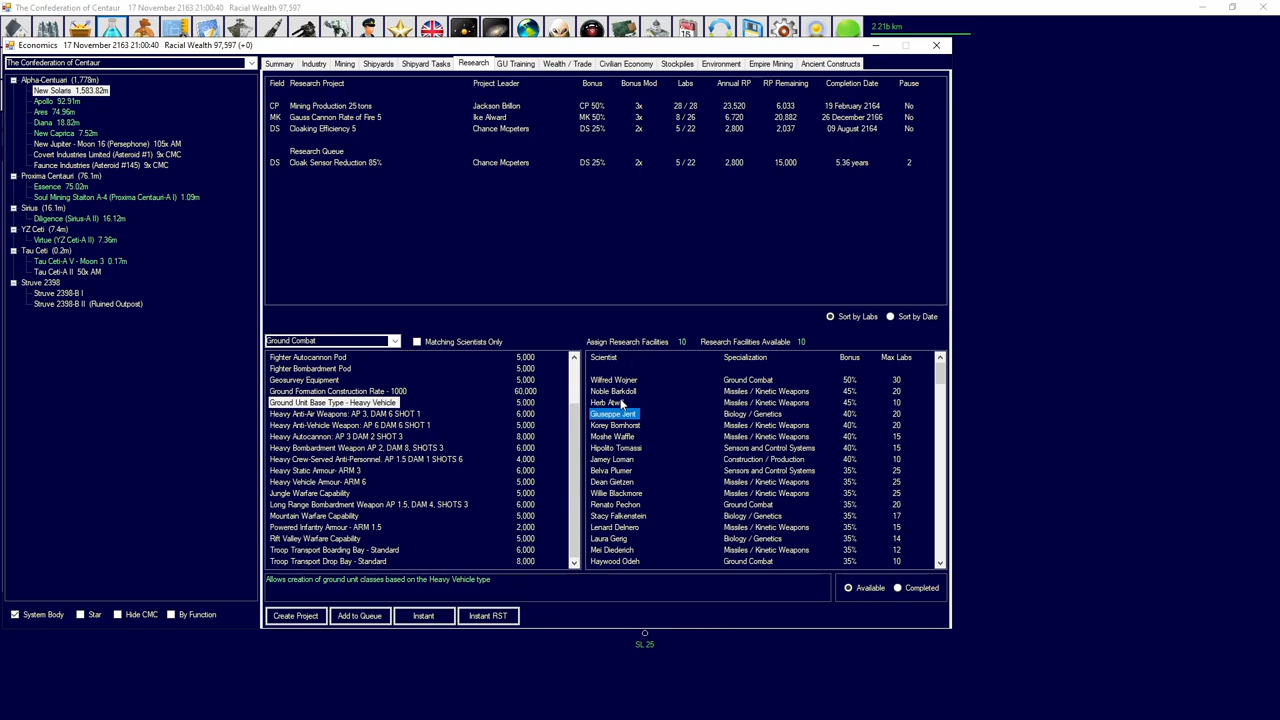 The Confederation of Centaur 17 November 2163 21:00:40 Racial Wealth 97,597
2.21b km
Economics 17 November 2163 21:00:40 Racial Wealth 97,597 (+0)
The Confederation of Centaur
Summary Industry Mining Shipyards Shipyard Tasks Research GU Training Wealth / Trade Civilian Economy Stockpiles Environment Empire Mining Ancient Constructs
Alpha-Centauri (1,778m)
New Solaris 1,583.82m
Apollo 92.91m
Ares 74.96m
Diana 18.82m
New Caprica 7.52m
New Jupiter - Moon 16 (Persephone) 105x AM
Covert Industries Limited (Asteroid #1) 9x CMC
Faunce Industries (Asteroid #145) 9x CMC
Proxima Centauri (76.1m)
Essence 75.02m
Soul Mining Staiton A-4 (Proxima Centauri-A I) 1.09m
Sirius (16.1m)
Diligence (Sirius-A II) 16.12m
YZ Ceti (7.4m)
Virtue (YZ Ceti-A II) 7.36m
Tau Ceti (0.2m)
Tau Ceti-A V - Moon 3 0.17m
Tau Ceti-A II 50x AM
Struve 2398
Struve 2398-B I
Struve 2398-B II (Ruined Outpost)
Field Research Project Project Leader Bonus Bonus Mod Labs Annual RP RP Remaining Completion Date Pause
CP Mining Production 25 tons Jackson Brillon CP 50% 3x 28 / 28 23,520 6,033 19 February 2164 No
MK Gauss Cannon Rate of Fire 5 Ike Alward MK 50% 3x 8 / 26 6,720 20,882 26 December 2166 No
DS Cloaking Efficiency 5 Chance Mcpeters DS 25% 2x 5 / 22 2,800 2,037 09 August 2164 No
Research Queue
DS Cloak Sensor Reduction 85% Chance Mcpeters DS 25% 2x 5 / 22 2,800 15,000 5.36 years 2
Sort by Labs Sort by Date
Ground Combat Matching Scientists Only Assign Research Facilities 10 Research Facilities Available 10
Fighter Autocannon Pod 5,000
Fighter Bombardment Pod 5,000
Geosurvey Equipment 5,000
Ground Formation Construction Rate - 1000 60,000
Ground Unit Base Type - Heavy Vehicle 5,000
Heavy Anti-Air Weapons: AP 3, DAM 6 SHOT 1 6,000
Heavy Anti-Vehicle Weapon: AP 6 DAM 6 SHOT 1 5,000
Heavy Autocannon: AP 3 DAM 2 SHOT 3 8,000
Heavy Bombardment Weapon AP 2, DAM 8, SHOTS 3 6,000
Heavy Crew-Served Anti-Personnel. AP 1.5 DAM 1 SHOTS 6 4,000
Heavy Static Armour- ARM 3 6,000
Heavy Vehicle Armour- ARM 6 5,000
Jungle Warfare Capability 5,000
Long Range Bombardment Weapon AP 1.5, DAM 4, SHOTS 3 6,000
Mountain Warfare Capability 5,000
Powered Infantry Armour - ARM 1.5 2,000
Rift Valley Warfare Capability 5,000
Troop Transport Boarding Bay - Standard 6,000
Troop Transport Drop Bay - Standard 8,000
Scientist Specialization Bonus Max Labs
Wilfred Wojner Ground Combat 50% 30
Noble Barkdoll Missiles / Kinetic Weapons 45% 20
Herb Missiles / Kinetic Weapons 45% 10
Giuseppe Biology / Genetics 40% 20
Korey Bornhorst Missiles / Kinetic Weapons 40% 20
Moshe Waffle Missiles / Kinetic Weapons 40% 15
Hipolito Tomassi Sensors and Control Systems 40% 15
Jamey Loman Construction / Production 40% 10
Belva Plumer Sensors and Control Systems 35% 25
Dean Gietzen Missiles / Kinetic Weapons 35% 25
Willie Blackmore Missiles / Kinetic Weapons 35% 25
Renato Pechon Ground Combat 35% 20
Stacy Falkenstein Biology / Genetics 35% 17
Lenard Delnero Missiles / Kinetic Weapons 35% 15
Laura Gerig Biology / Genetics 35% 14
Mei Diederich Missiles / Kinetic Weapons 35% 12
Haywood Odeh Ground Combat 35% 10
Allows creation of ground unit classes based on the Heavy Vehicle type
Available Completed
System Body Star Hide CMC By Function
Create Project Add to Queue Instant Instant RST
SL 25